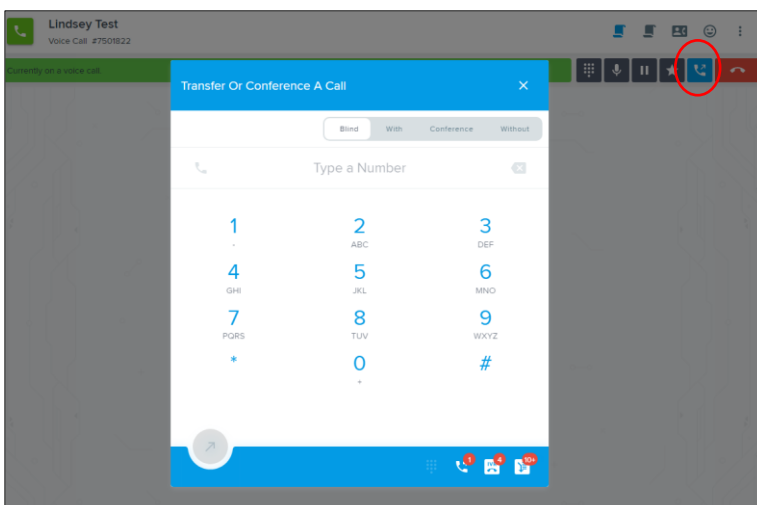 Lindsey Test
Voice Call #7501822
Currently on a voice call
Transfer Or Conference A Call
Blind With Conference Without
Type a Number
1 2 3
ABC DEF
4 5 6
GHI JKL MNO
7 8 9
PQRS TUV WXYZ
* 0 #
+
1 4 10+